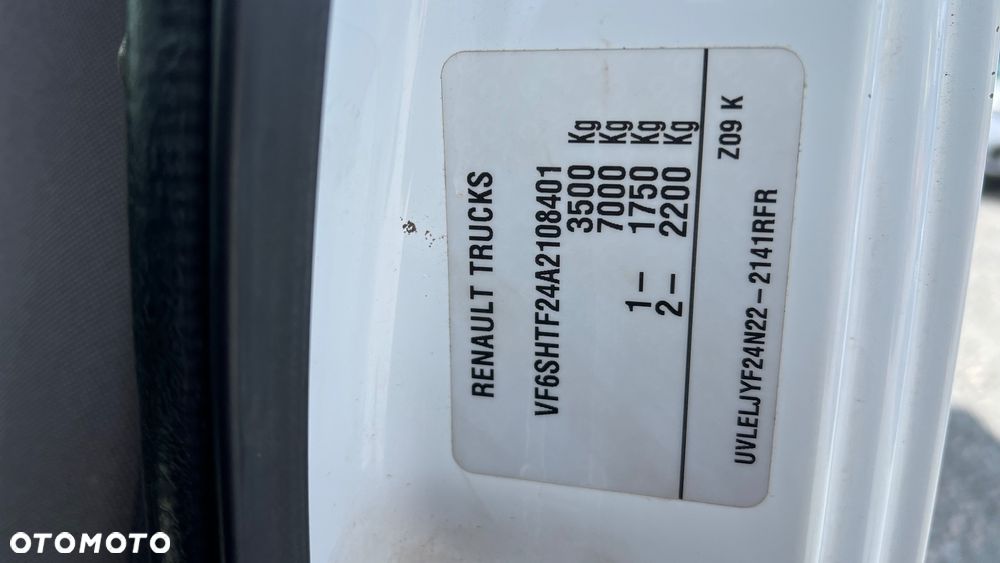 RENAULT TRUCKS
VF6SHTF24A2108401
3500 Kg
7000 Kg
1- 1750 Kg
2- 2200 Kg
UVLELJYF24N22-2141RFR Z09 K
OTOMOTO